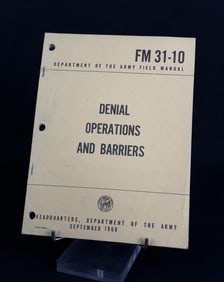 FM 31-10
DEPARTMENT OF THE ARMY FIELD MANUAL
DENIAL
OPERATIONS
AND BARRIERS
HEADQUARTERS, DEPARTMENT OF THE ARMY
SEPTEMBER 1968